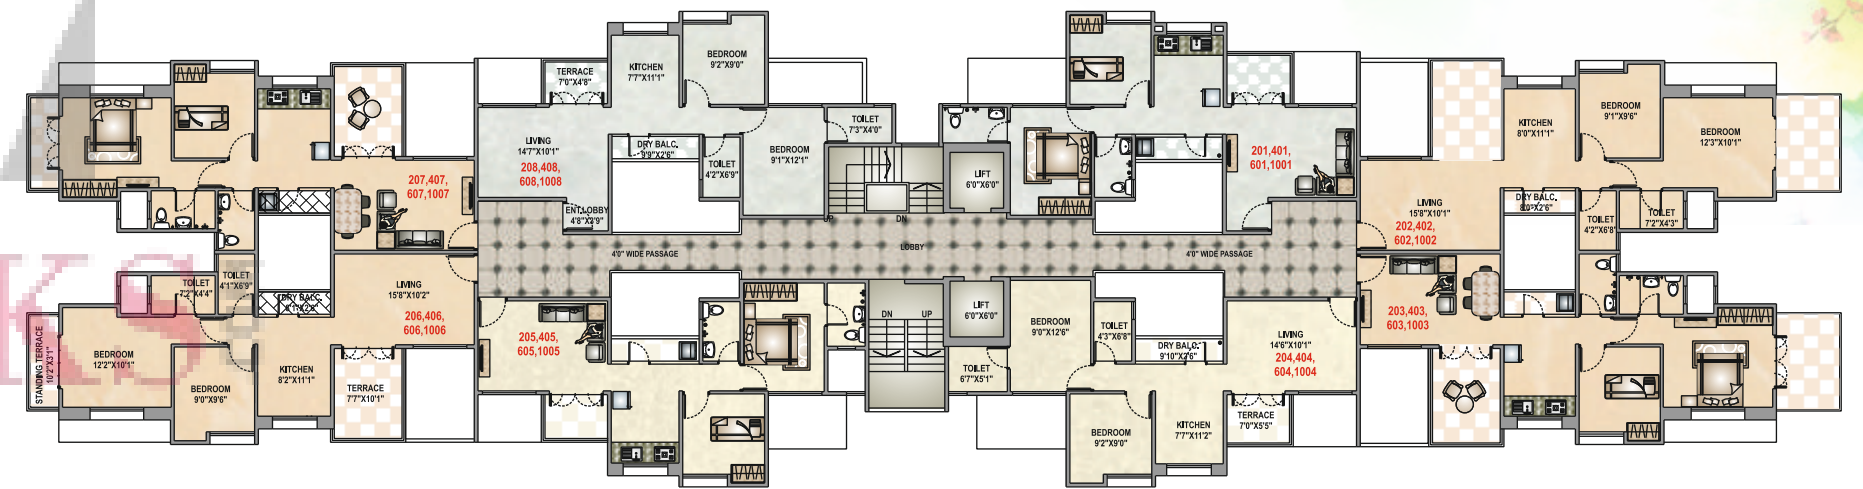 BEDROOM
9'2"X9'0"
TERRACE
7'0"X4'8"
KITCHEN
7'7"X11'1"
LIVING
14'7"X10'1"
208,408,
608,1008
DRY BALC.
9'9"X2'6"
TOILET
4'2"X6'9"
BEDROOM
9'1"X12'1"
TOILET
7'3"X4'0"
ENT.LOBBY
4'8"X2'9"
207,407,
607,1007
UP
DN
LIFT
6'0"X6'0"
201,401,
601,1001
KITCHEN
8'0"X11'1"
BEDROOM
9'1"X9'6"
BEDROOM
12'3"X10'1"
LIVING
15'8"X10'1"
202,402,
602,1002
DRY BALC.
8'0"X2'6"
TOILET
4'2"X6'8"
TOILET
7'2"X4'3"
4'0" WIDE PASSAGE
LOBBY
4'0" WIDE PASSAGE
KS
TOILET
7'2"X4'4"
TOILET
4'1"X6'9"
DRY BALC.
LIVING
15'8"X10'2"
206,406,
606,1006
STANDING TERRACE
10'2"X3'1"
BEDROOM
12'2"X10'1"
BEDROOM
9'0"X9'6"
KITCHEN
8'2"X11'1"
TERRACE
7'7"X10'1"
205,405,
605,1005
DN
UP
LIFT
6'0"X6'0"
TOILET
6'7"X5'1"
BEDROOM
9'0"X12'6"
TOILET
4'3"X6'8"
DRY BALC.
9'10"X2'6"
LIVING
14'6"X10'1"
204,404,
604,1004
BEDROOM
9'2"X9'0"
KITCHEN
7'7"X11'2"
TERRACE
7'0"X5'5"
203,403,
603,1003